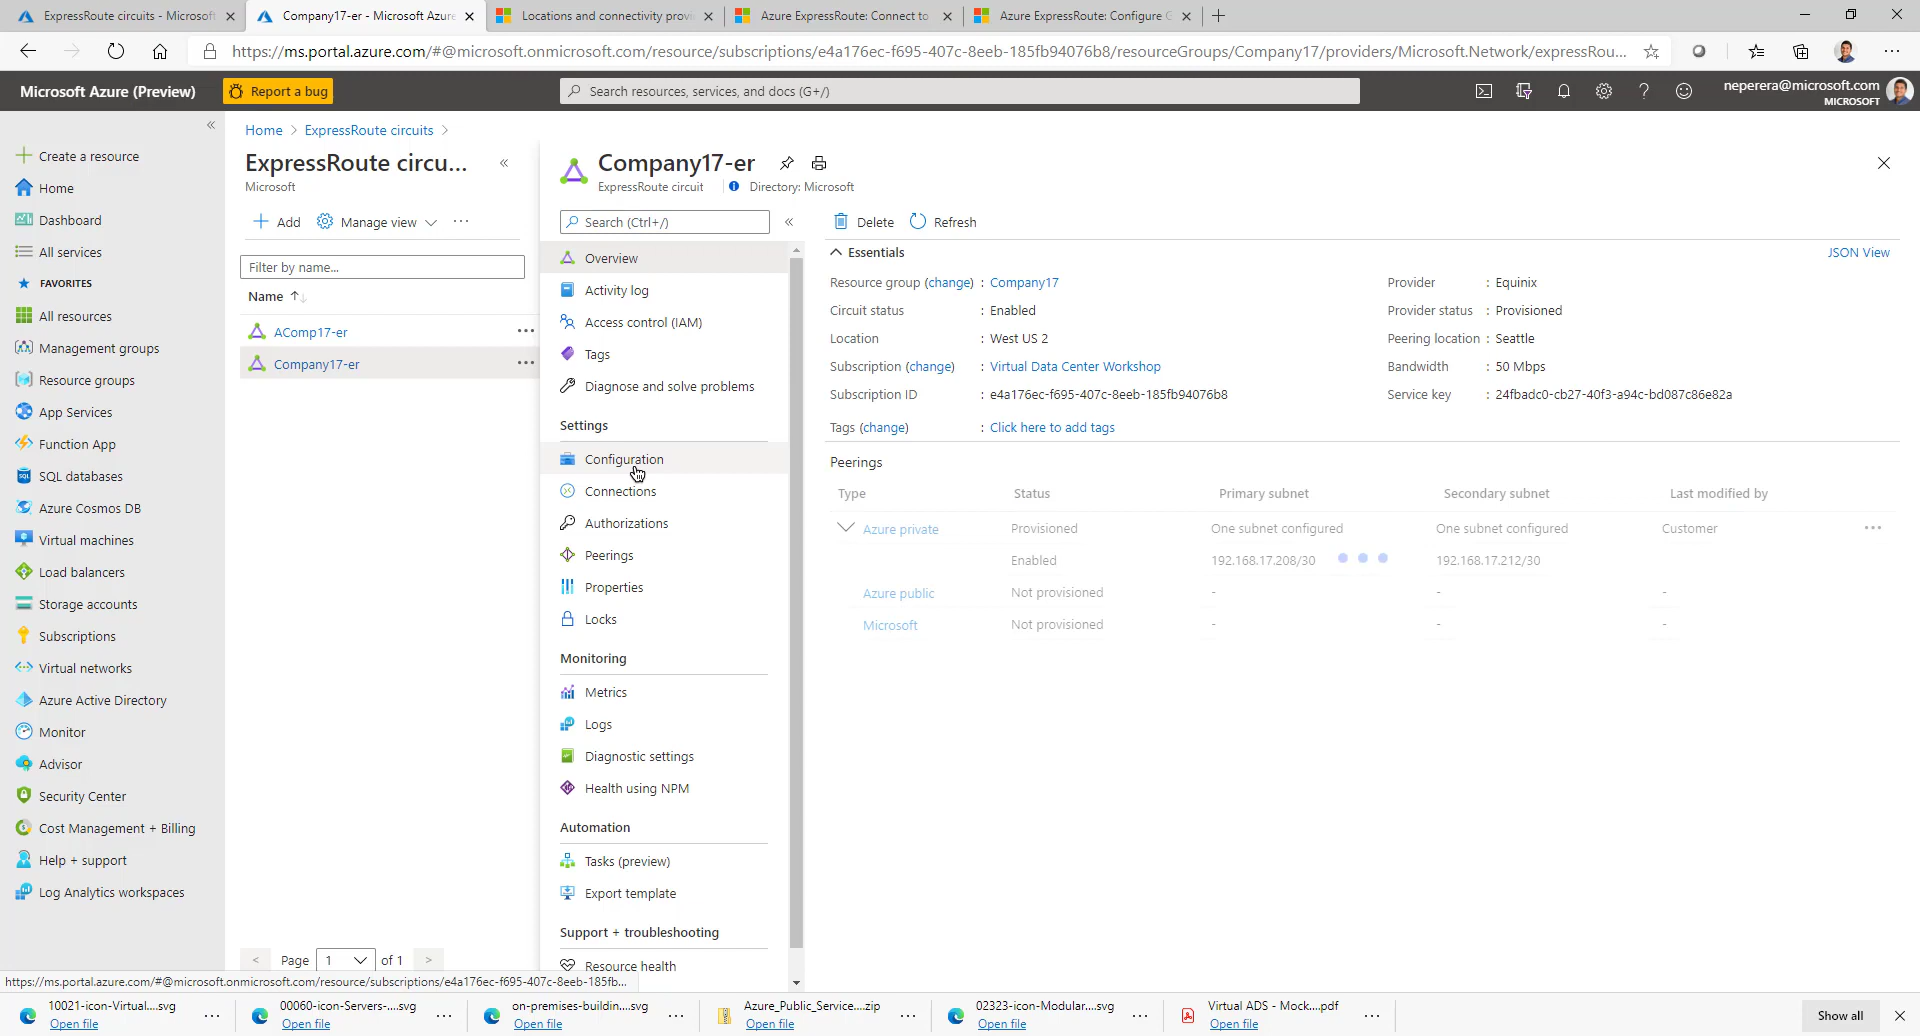 ExpressRoute circuits - Microsoft
Company17-er - Microsoft Azure
Locations and connectivity provi
Azure ExpressRoute: Connect to
Azure ExpressRoute: Configure G
https://ms.portal.azure.com/#@microsoft.onmicrosoft.com/resource/subscriptions/e4a176ec-f695-407c-8eeb-185fb94076b8/resourceGroups/Company17/providers/Microsoft.Network/expressRou...
Microsoft Azure (Preview)
Report a bug
Search resources, services, and docs (G+/)
neperera@microsoft.com
MICROSOFT
Create a resource
Home
Dashboard
All services
FAVORITES
All resources
Management groups
Resource groups
App Services
Function App
SQL databases
Azure Cosmos DB
Virtual machines
Load balancers
Storage accounts
Subscriptions
Virtual networks
Azure Active Directory
Monitor
Advisor
Security Center
Cost Management + Billing
Help + support
Log Analytics workspaces
Home > ExpressRoute circuits >
ExpressRoute circu...
Microsoft
Add
Manage view
Filter by name...
Name
AComp17-er
Company17-er
< Page 1 of 1 >
Company17-er
ExpressRoute circuit
Directory: Microsoft
Search (Ctrl+/)
Overview
Activity log
Access control (IAM)
Tags
Diagnose and solve problems
Settings
Configuration
Connections
Authorizations
Peerings
Properties
Locks
Monitoring
Metrics
Logs
Diagnostic settings
Health using NPM
Automation
Tasks (preview)
Export template
Support + troubleshooting
Resource health
Delete
Refresh
Essentials
JSON View
Resource group (change) : Company17
Circuit status : Enabled
Location : West US 2
Subscription (change) : Virtual Data Center Workshop
Subscription ID : e4a176ec-f695-407c-8eeb-185fb94076b8
Tags (change) : Click here to add tags
Provider : Equinix
Provider status : Provisioned
Peering location : Seattle
Bandwidth : 50 Mbps
Service key : 24fbadc0-cb27-40f3-a94c-bd087c86e82a
Peerings
Type Status Primary subnet Secondary subnet Last modified by
Azure private Provisioned One subnet configured One subnet configured Customer
Enabled 192.168.17.208/30 192.168.17.212/30
Azure public Not provisioned - - -
Microsoft Not provisioned - - -
https://ms.portal.azure.com/#@microsoft.onmicrosoft.com/resource/subscriptions/e4a176ec-f695-407c-8eeb-185fb...
10021-icon-Virtual....svg
Open file
00060-icon-Servers-....svg
Open file
on-premises-buildin....svg
Open file
Azure_Public_Service....zip
Open file
02323-icon-Modular....svg
Open file
Virtual ADS - Mock....pdf
Open file
Show all